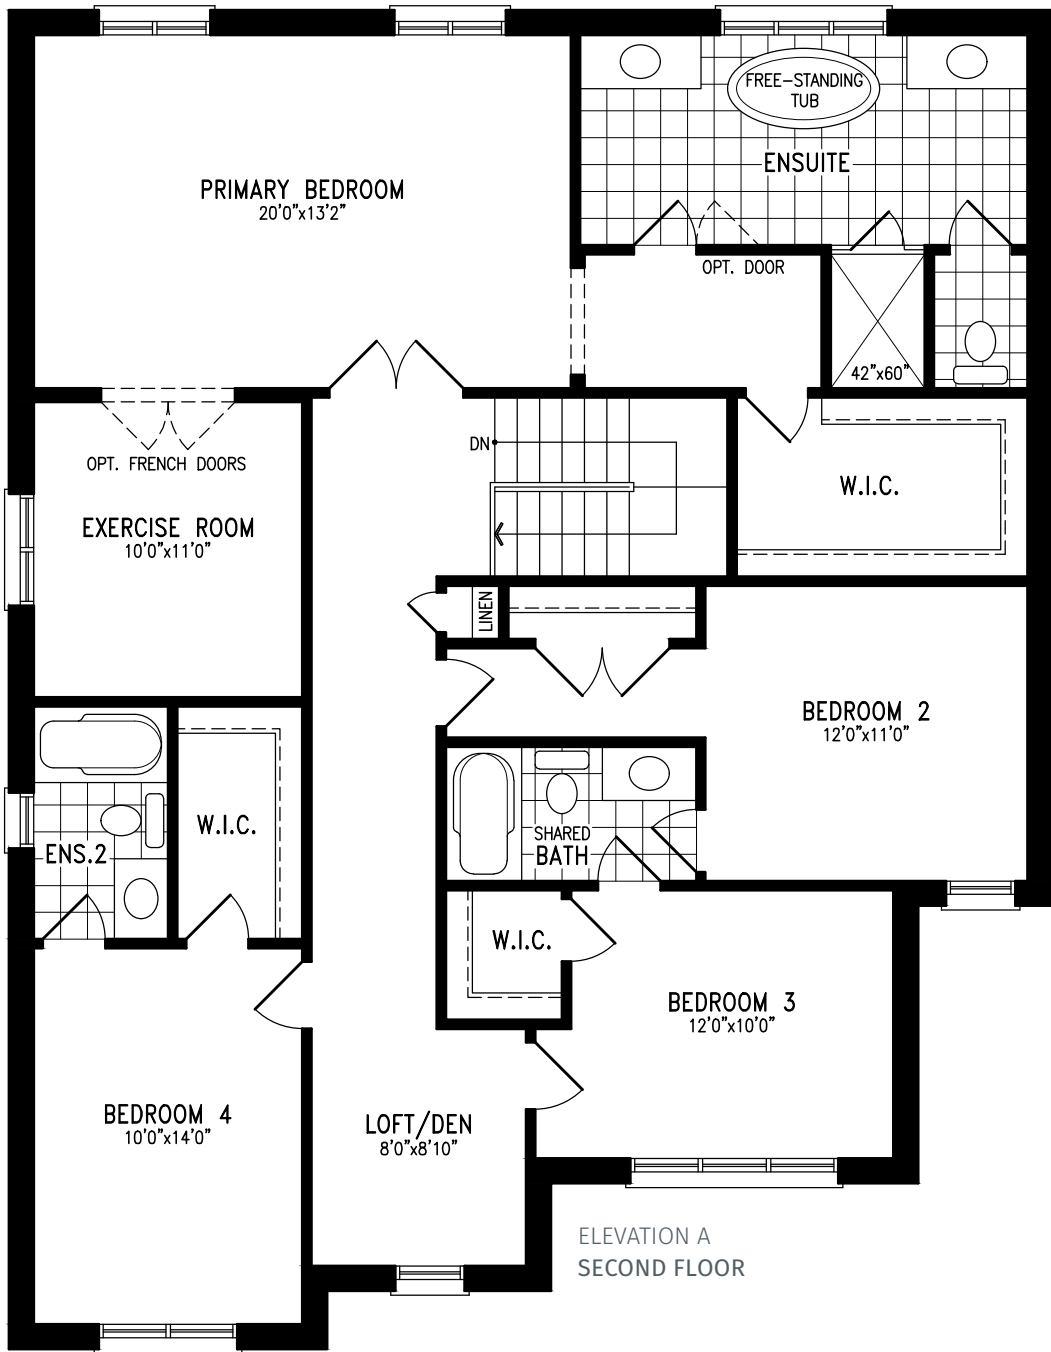 FREE-STANDING
TUB
ENSUITE
PRIMARY BEDROOM
20'0"x13'2"
OPT. DOOR
42"x60"
DN
OPT. FRENCH DOORS
W.I.C.
EXERCISE ROOM
10'0"x11'0"
LINEN
BEDROOM 2
12'0"x11'0"
W.I.C.
SHARED
BATH
ENS.2
W.I.C.
BEDROOM 3
12'0"x10'0"
BEDROOM 4
10'0"x14'0"
LOFT/DEN
8'0"x8'10"
ELEVATION A
SECOND FLOOR